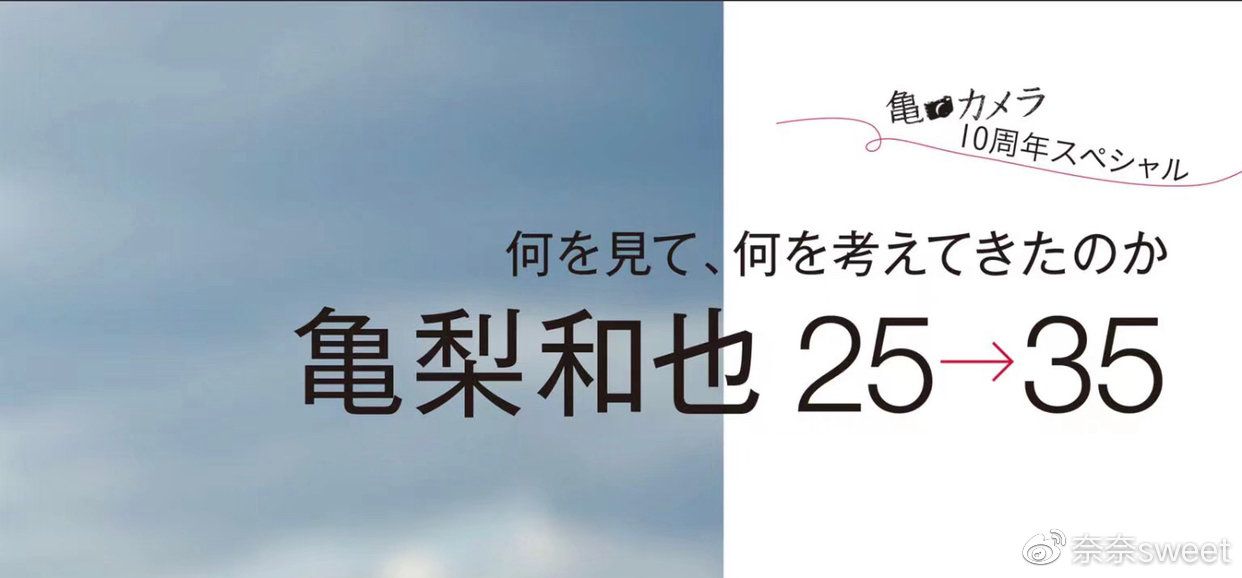 亀カメラ
10周年スペシャル
何を見て、何を考えてきたのか
亀梨和也 25→35
奈奈sweet